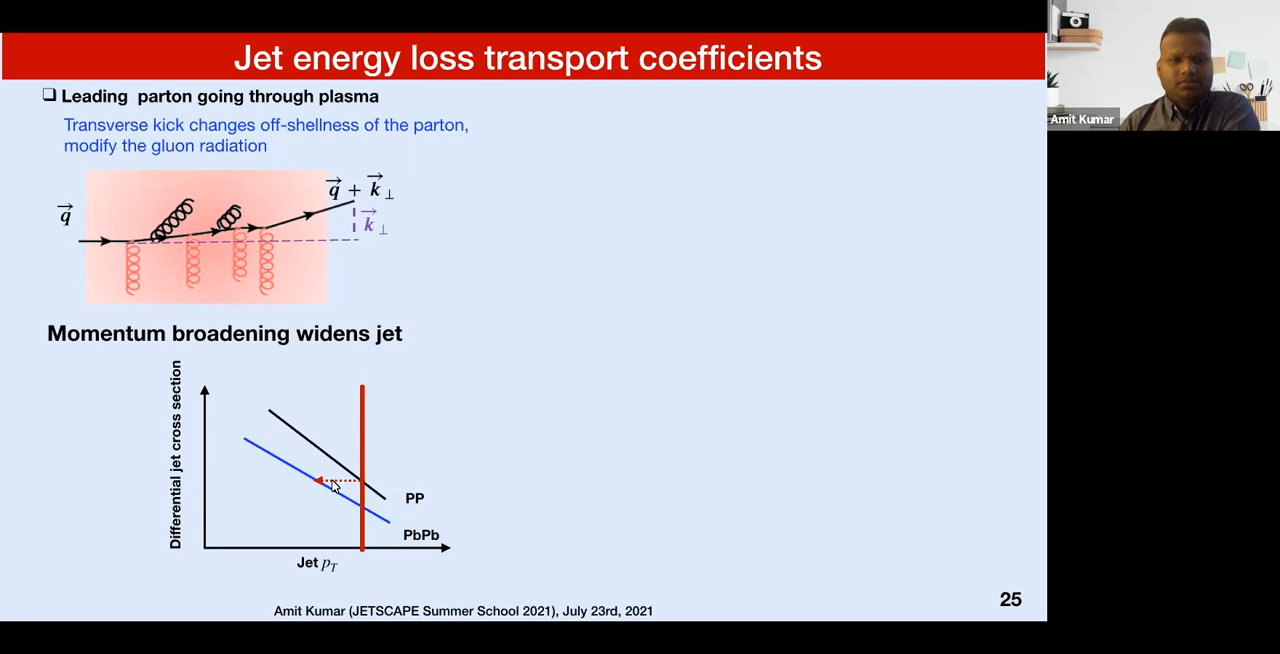 Jet energy loss transport coefficients
Amit Kumar
❑ Leading parton going through plasma
Transverse kick changes off-shellness of the parton,
modify the gluon radiation
q⃗
q⃗ + k⃗⊥
k⃗⊥
Momentum broadening widens jet
Differential jet cross section
PP
PbPb
Jet pT
25
Amit Kumar (JETSCAPE Summer School 2021), July 23rd, 2021